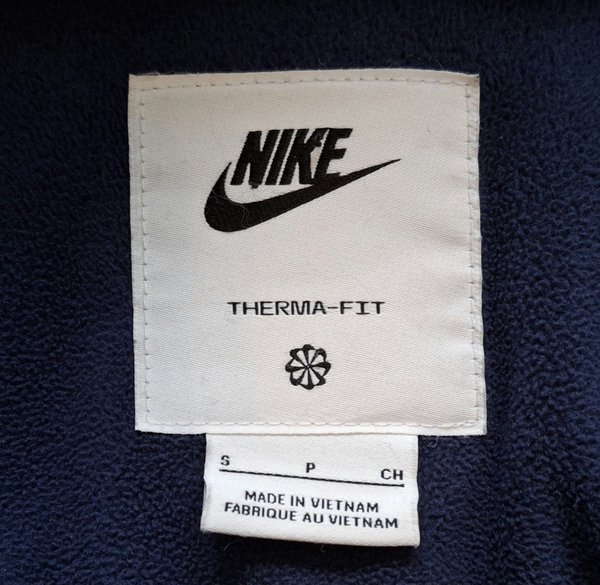 NIKE
THERMA-FIT
S P CH
MADE IN VIETNAM
FABRIQUE AU VIETNAM